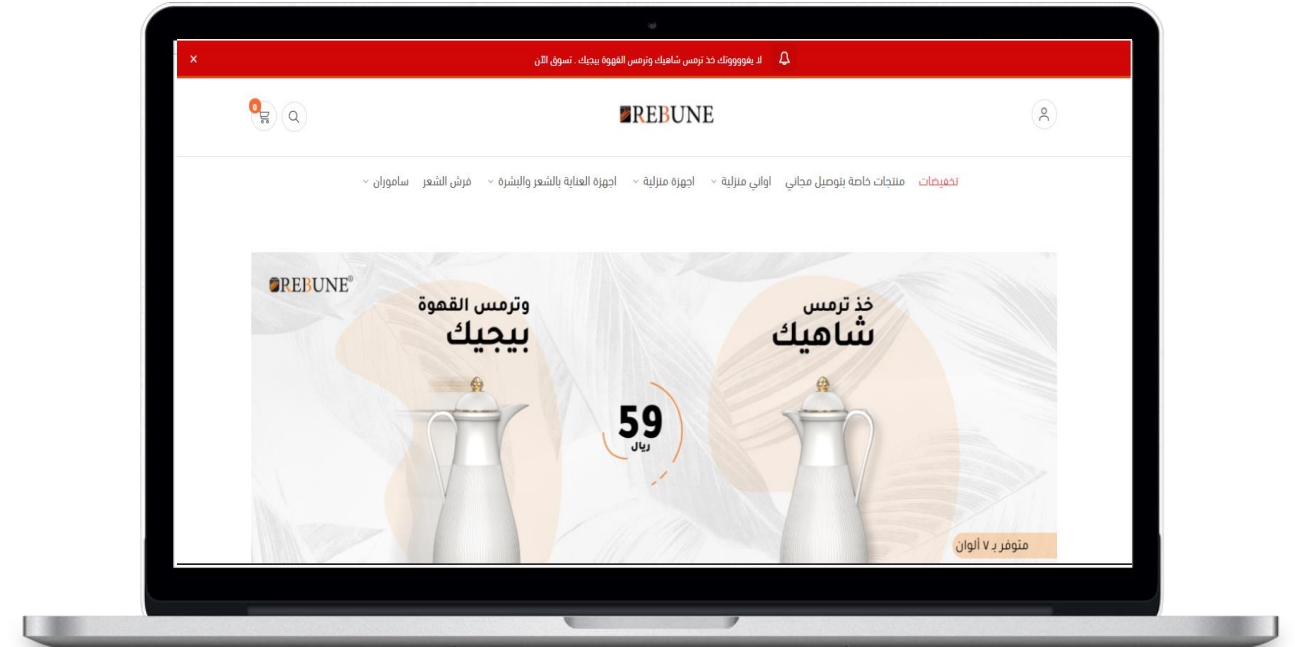 لا يفووووتك خذ ترمس شاهيك وترمس القهوة بيجيك . تسوق الآن
0
REBUNE
تخفيضات منتجات خاصة بتوصيل مجاني اواني منزلية اجهزة منزلية اجهزة العناية بالشعر والبشرة فرش الشعر ساموران
REBUNE®
خذ ترمس
شاهيك
وترمس القهوة
بيجيك
59
ريال
متوفر بـ ٧ ألوان